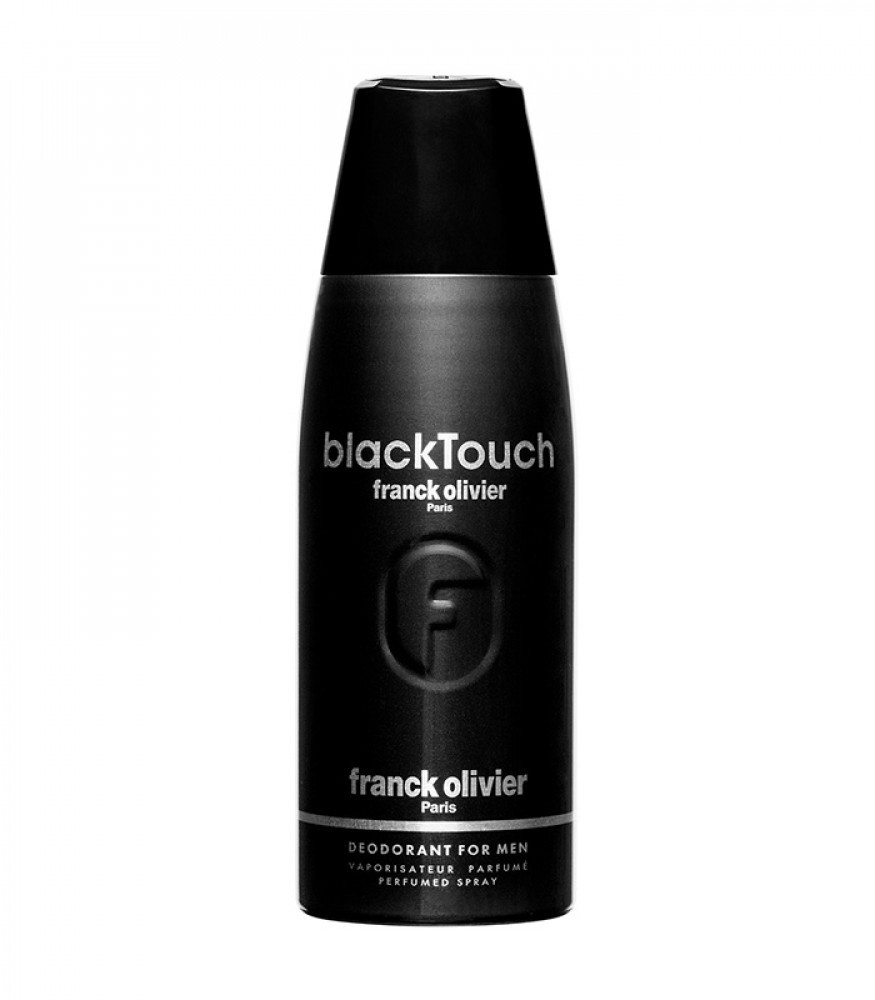 blackTouch
franck olivier
Paris
F
franck olivier
Paris
DEODORANT FOR MEN
VAPORISATEUR PARFUMÉ
PERFUMED SPRAY